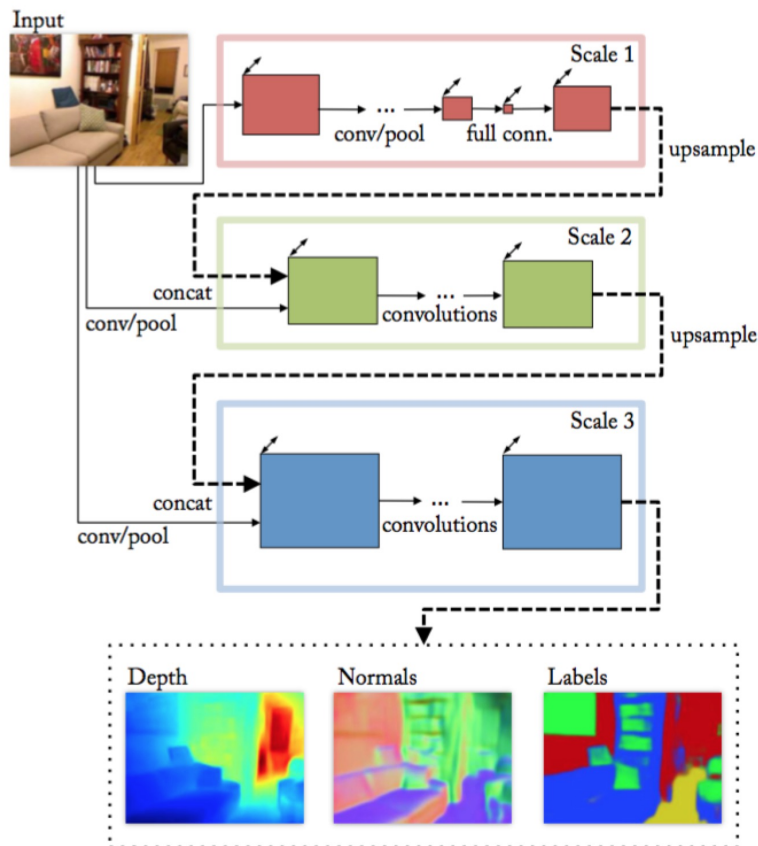 Input
Scale 1
...
conv/pool
full conn.
upsample
Scale 2
concat
conv/pool
...
convolutions
upsample
Scale 3
concat
conv/pool
...
convolutions
Depth
Normals
Labels